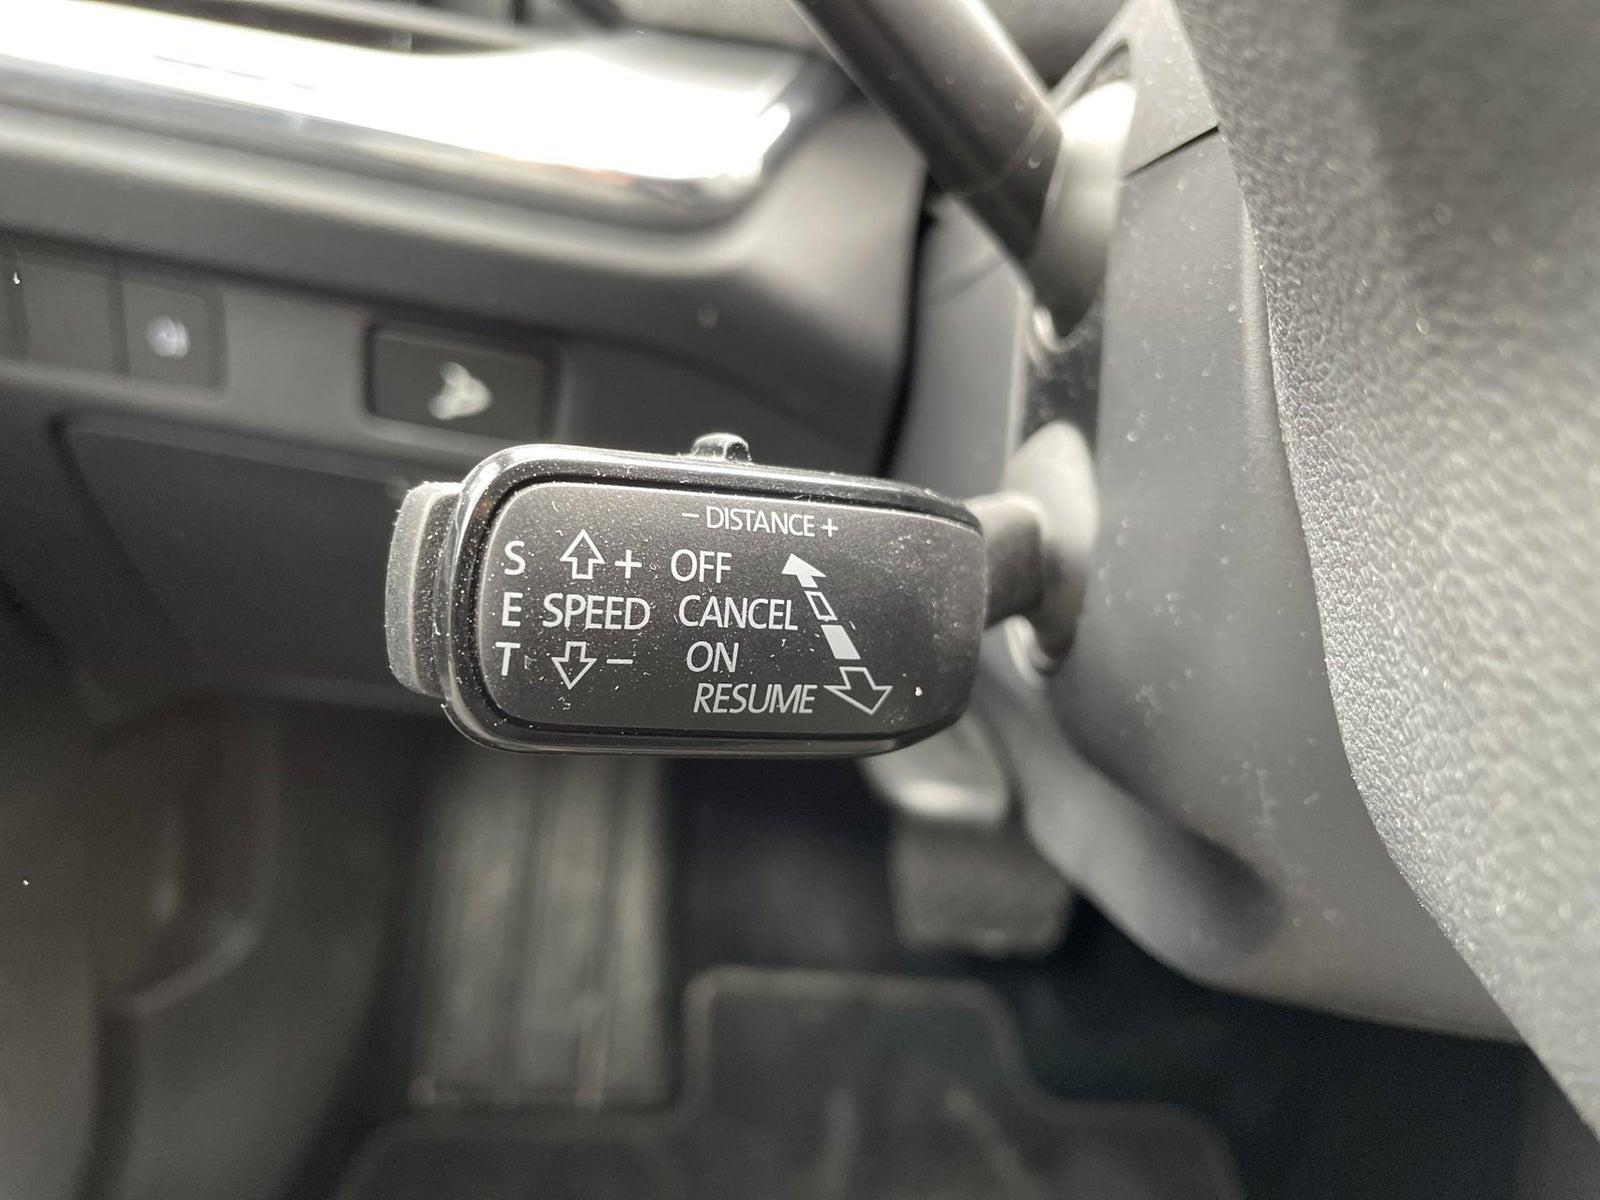 - DISTANCE +
S + OFF
E SPEED CANCEL
T - ON
RESUME